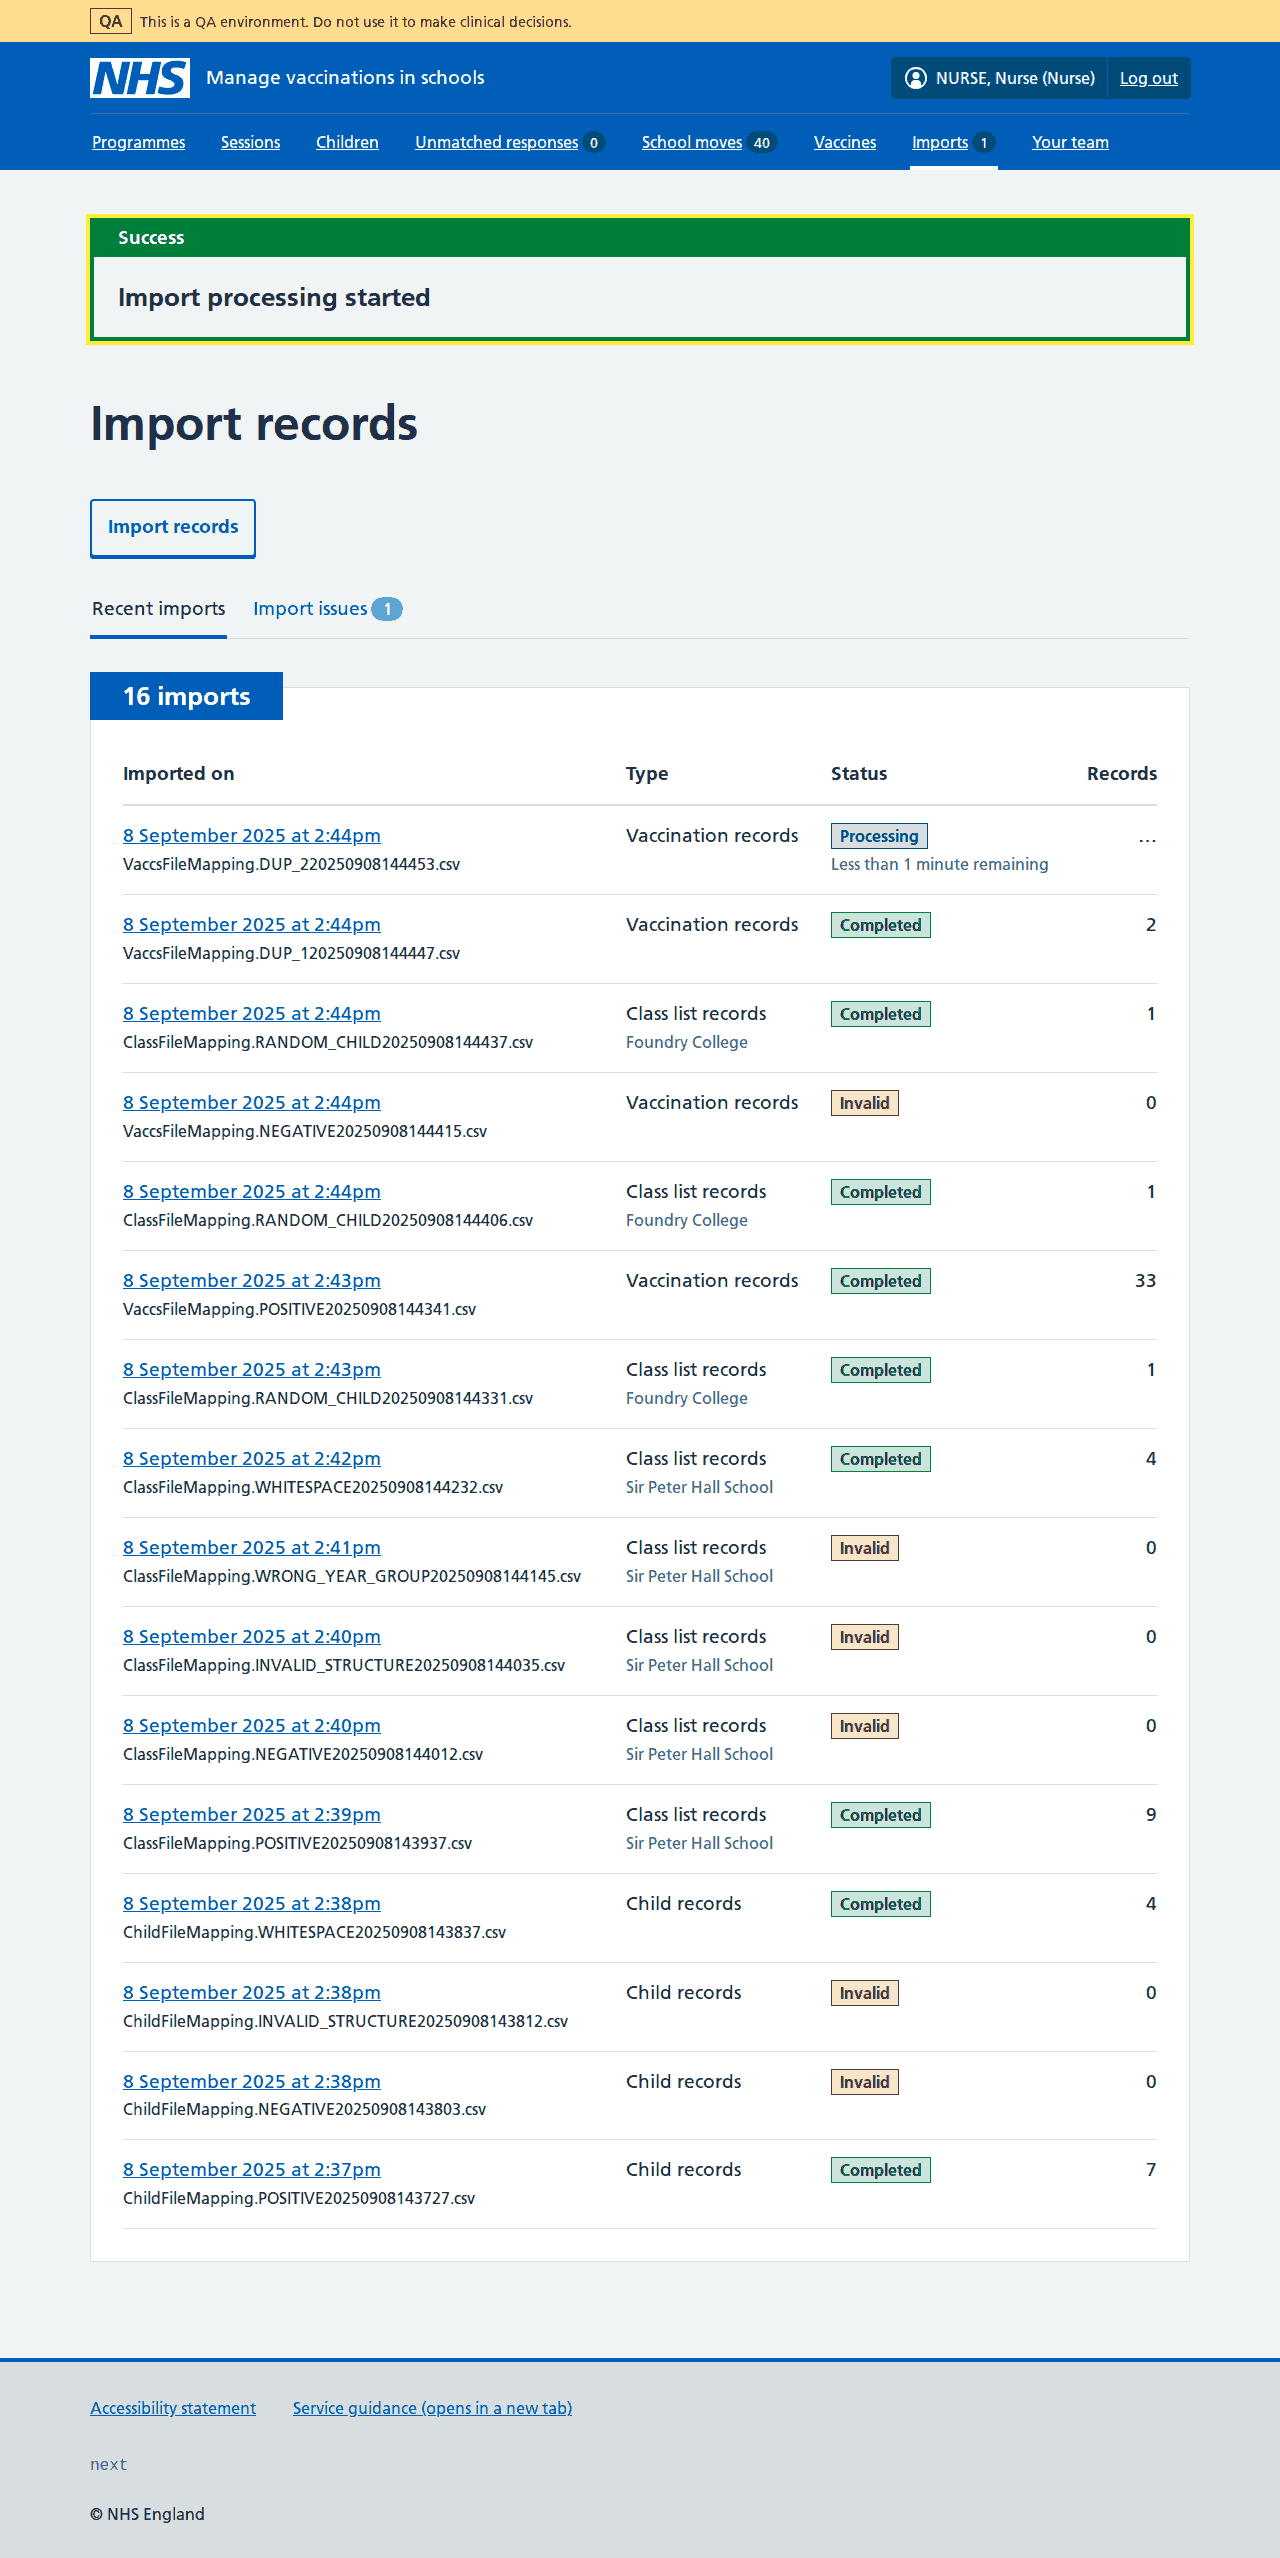 QA This is a QA environment. Do not use it to make clinical decisions.
NHS Manage vaccinations in schools NURSE, Nurse (Nurse) Log out
Programmes Sessions Children Unmatched responses 0 School moves 40 Vaccines Imports 1 Your team
Success
Import processing started
Import records
Import records
Recent imports Import issues 1
16 imports
Imported on Type Status Records
8 September 2025 at 2:44pm Vaccination records Processing ...
VaccsFileMapping.DUP_220250908144453.csv Less than 1 minute remaining
8 September 2025 at 2:44pm Vaccination records Completed 2
VaccsFileMapping.DUP_120250908144447.csv
8 September 2025 at 2:44pm Class list records Completed 1
ClassFileMapping.RANDOM_CHILD20250908144437.csv Foundry College
8 September 2025 at 2:44pm Vaccination records Invalid 0
VaccsFileMapping.NEGATIVE20250908144415.csv
8 September 2025 at 2:44pm Class list records Completed 1
ClassFileMapping.RANDOM_CHILD20250908144406.csv Foundry College
8 September 2025 at 2:43pm Vaccination records Completed 33
VaccsFileMapping.POSITIVE20250908144341.csv
8 September 2025 at 2:43pm Class list records Completed 1
ClassFileMapping.RANDOM_CHILD20250908144331.csv Foundry College
8 September 2025 at 2:42pm Class list records Completed 4
ClassFileMapping.WHITESPACE20250908144232.csv Sir Peter Hall School
8 September 2025 at 2:41pm Class list records Invalid 0
ClassFileMapping.WRONG_YEAR_GROUP20250908144145.csv Sir Peter Hall School
8 September 2025 at 2:40pm Class list records Invalid 0
ClassFileMapping.INVALID_STRUCTURE20250908144035.csv Sir Peter Hall School
8 September 2025 at 2:40pm Class list records Invalid 0
ClassFileMapping.NEGATIVE20250908144012.csv Sir Peter Hall School
8 September 2025 at 2:39pm Class list records Completed 9
ClassFileMapping.POSITIVE20250908143937.csv Sir Peter Hall School
8 September 2025 at 2:38pm Child records Completed 4
ChildFileMapping.WHITESPACE20250908143837.csv
8 September 2025 at 2:38pm Child records Invalid 0
ChildFileMapping.INVALID_STRUCTURE20250908143812.csv
8 September 2025 at 2:38pm Child records Invalid 0
ChildFileMapping.NEGATIVE20250908143803.csv
8 September 2025 at 2:37pm Child records Completed 7
ChildFileMapping.POSITIVE20250908143727.csv
Accessibility statement Service guidance (opens in a new tab)
next
© NHS England